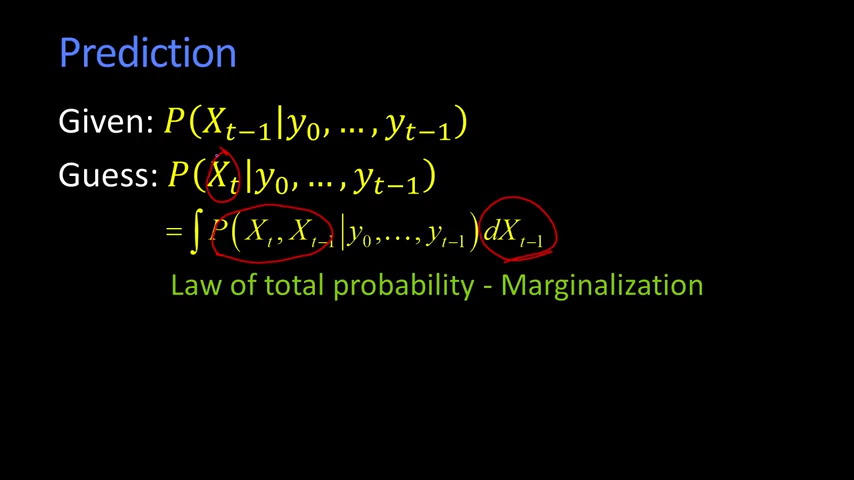 Prediction
Given: P(X_{t−1}|y_0, … , y_{t−1})
Guess: P(X_t|y_0, … , y_{t−1})
= ∫ P(X_t, X_{t−1}|y_0,…, y_{t−1})dX_{t−1}
Law of total probability - Marginalization